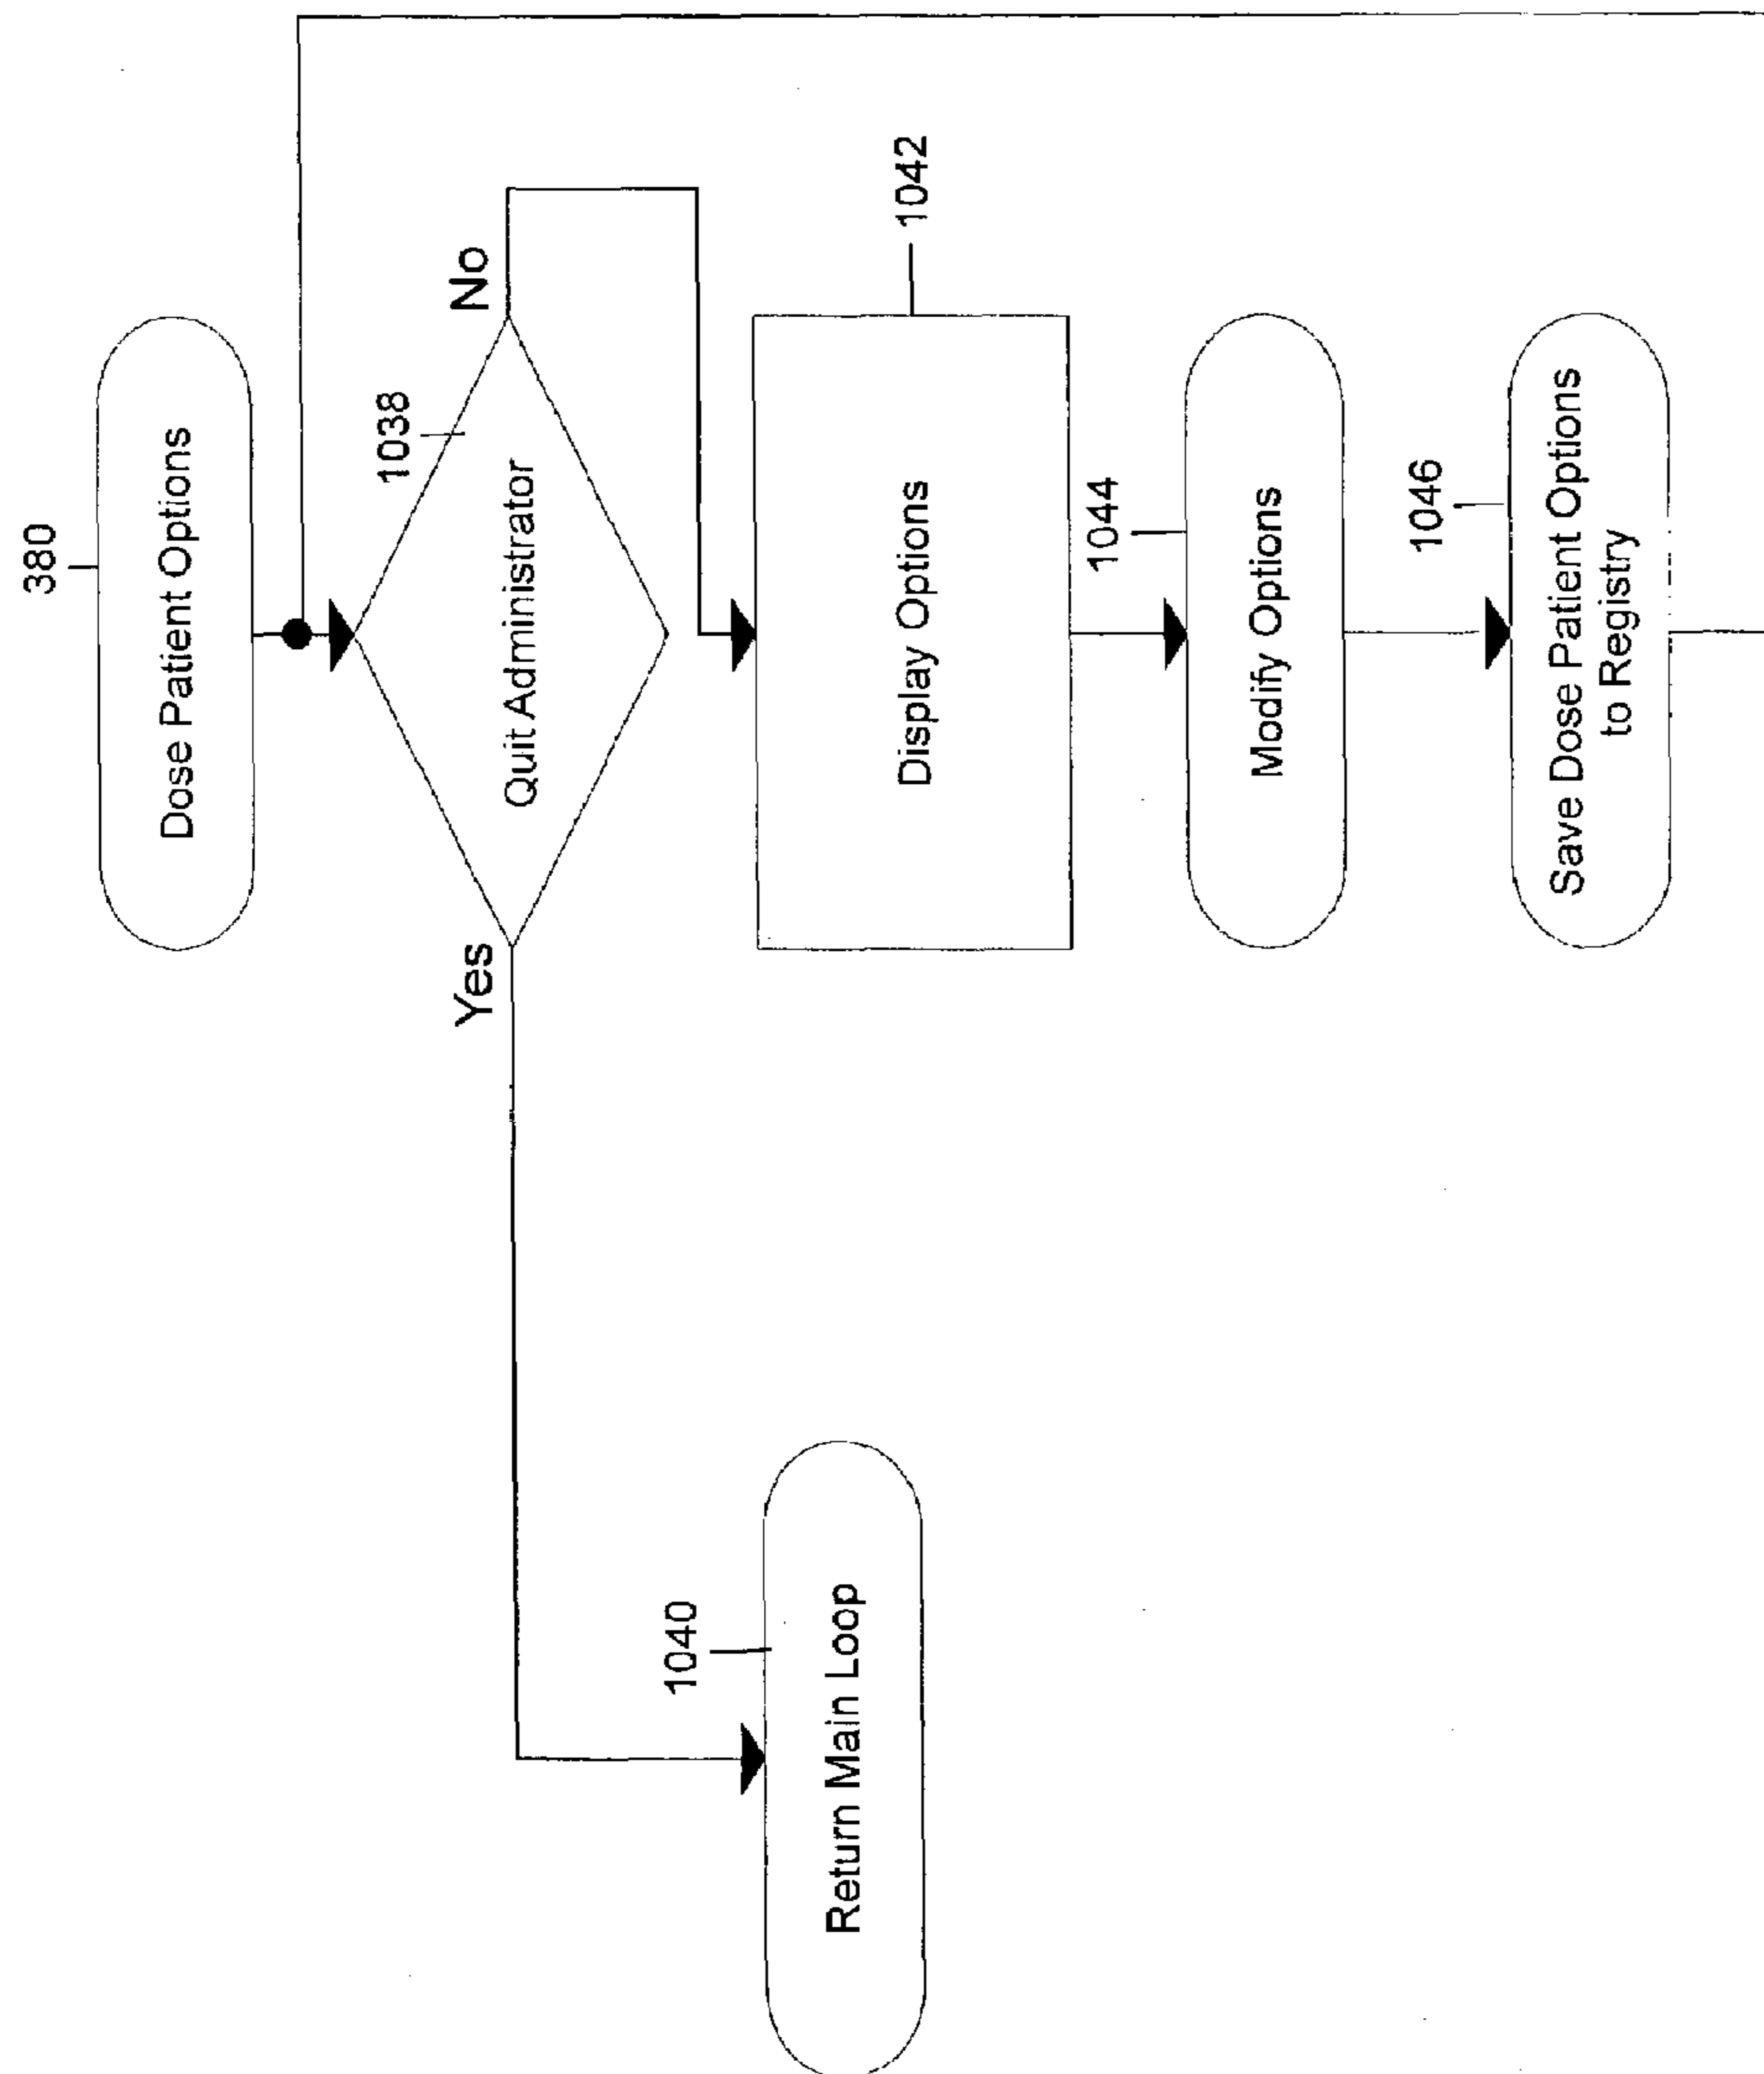 380
Dose Patient Options
1038
Quit Administrator
Yes
No
1040
Return Main Loop
1042
Display Options
1044
Modify Options
1046
Save Dose Patient Options
to Registry